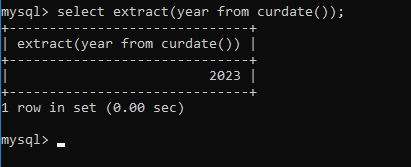 mysql> select extract(year from curdate());
+------------------------------+
| extract(year from curdate()) |
+------------------------------+
|                         2023 |
+------------------------------+
1 row in set (0.00 sec)
mysql>